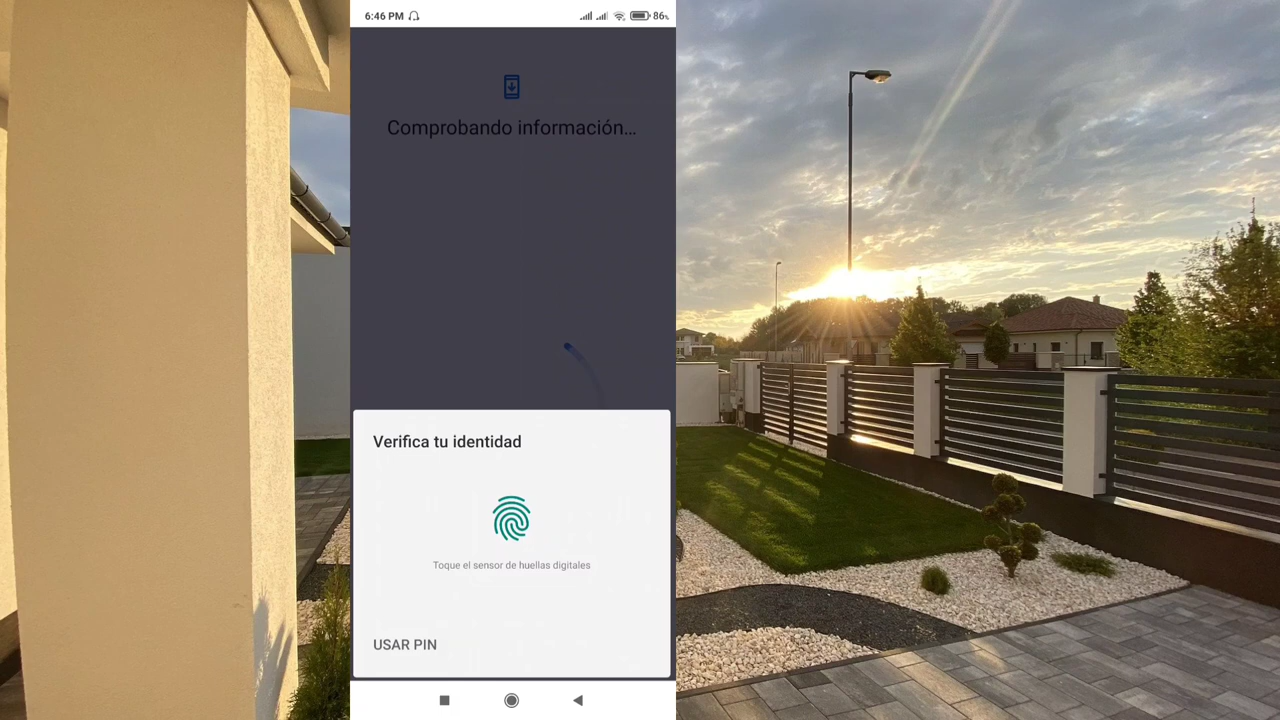 6:46 PM
86%
Comprobando información...
Verifica tu identidad
Toque el sensor de huellas digitales
USAR PIN